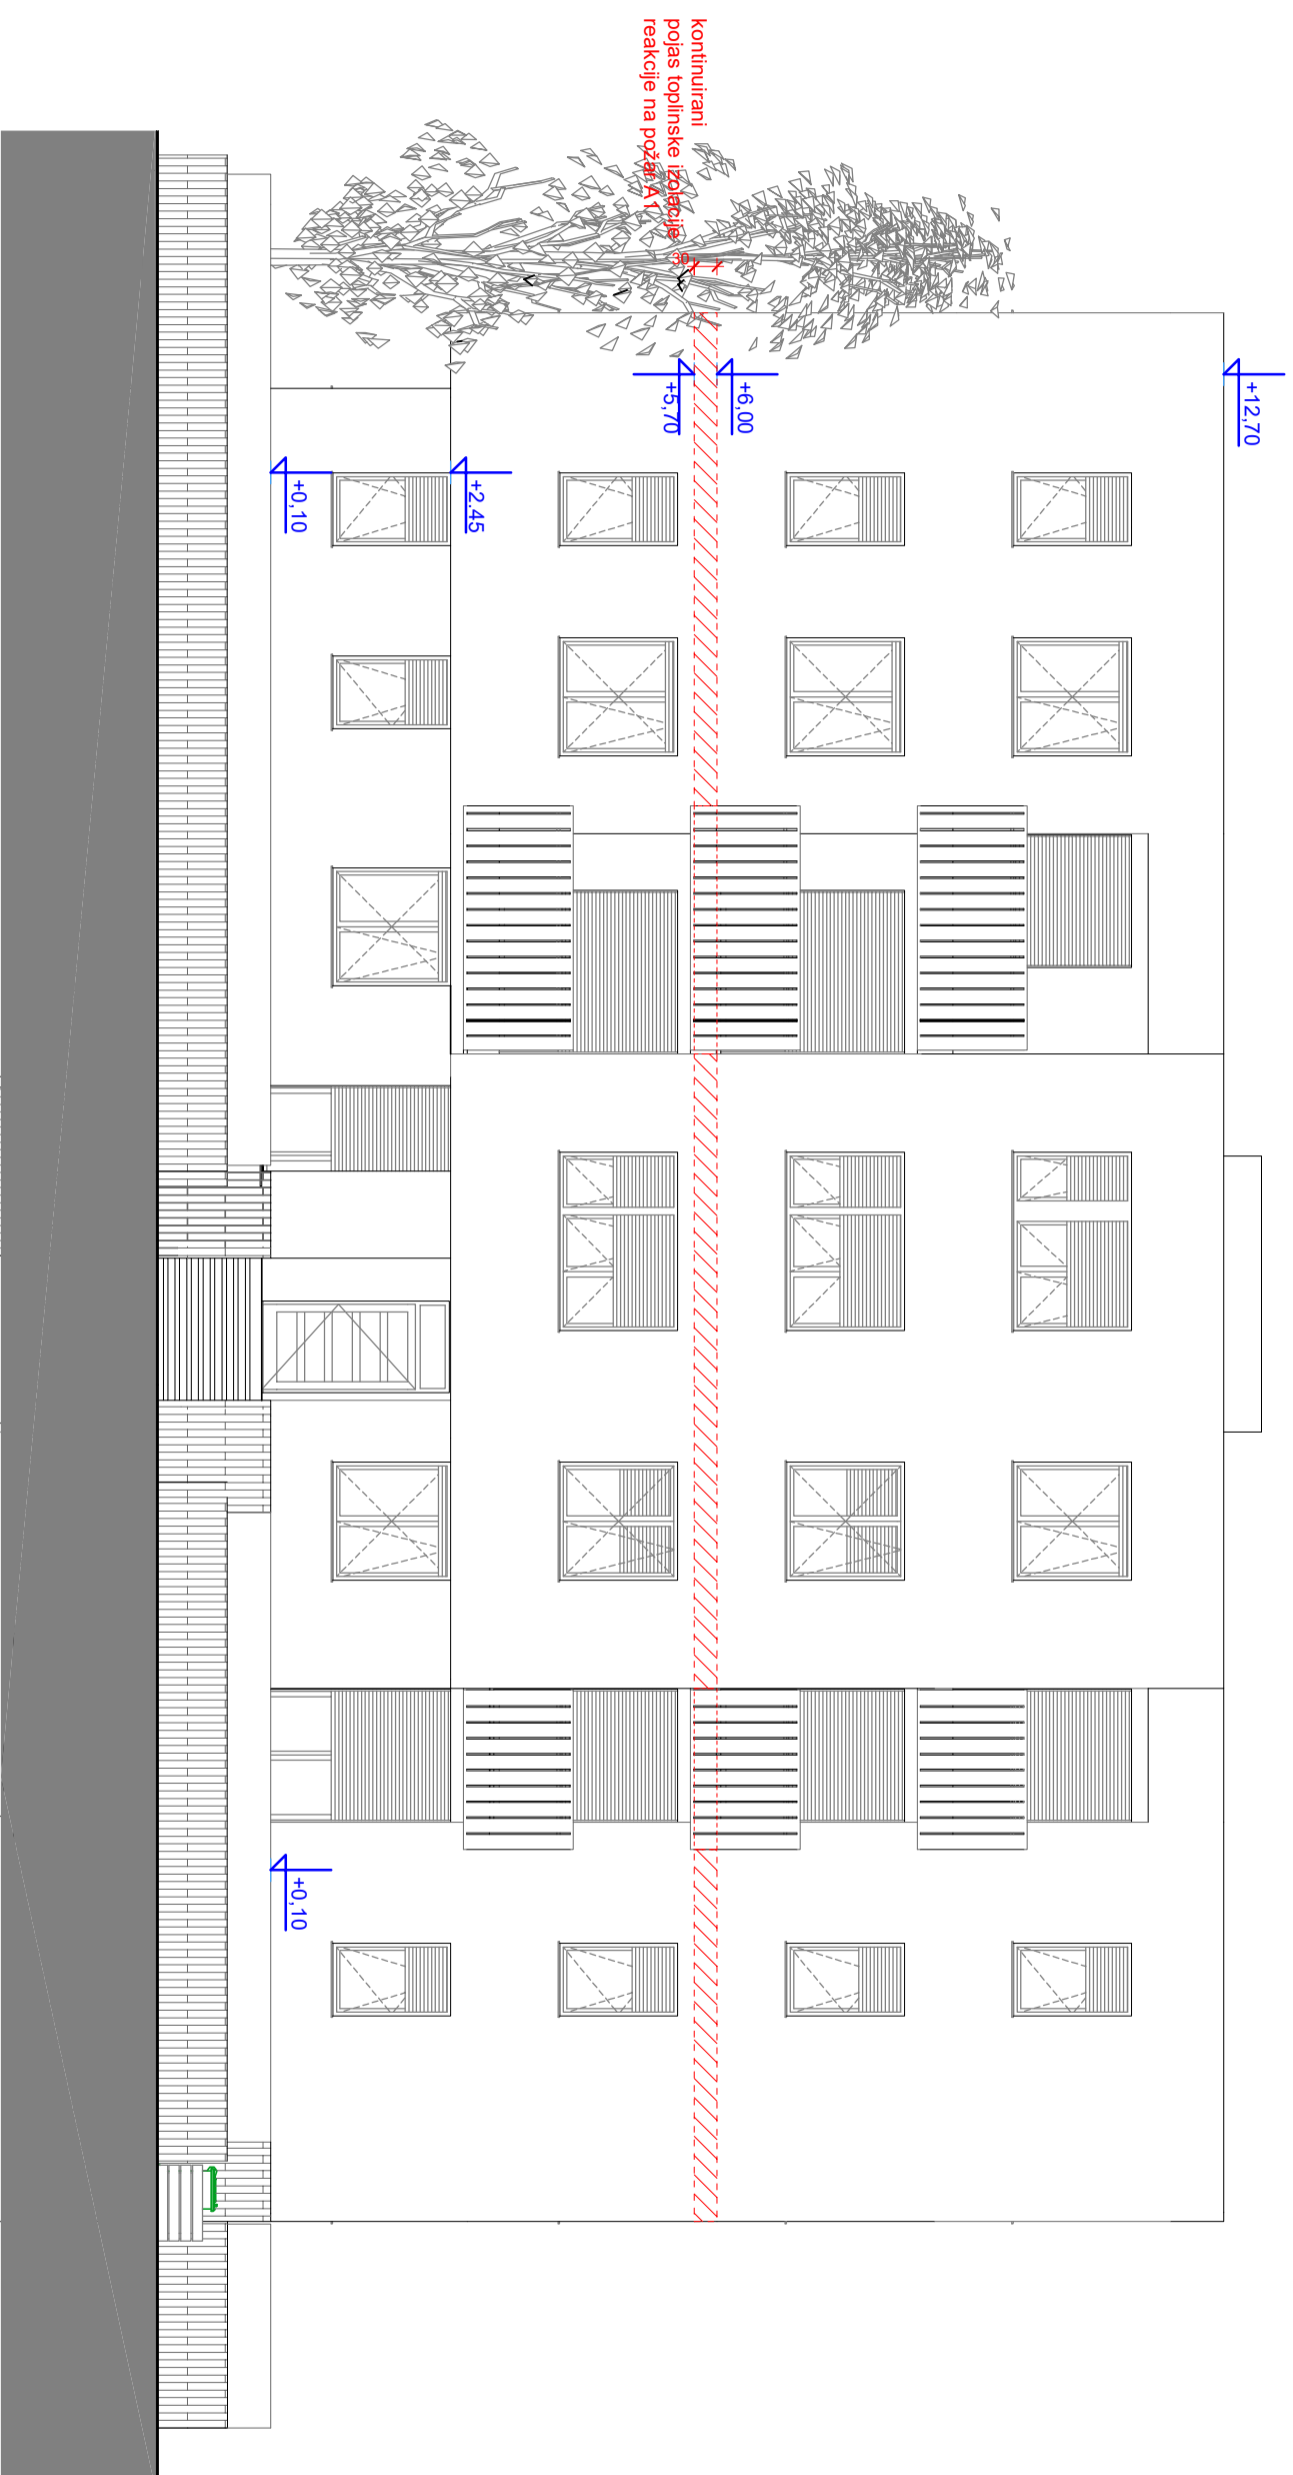 kontinuirani
pojas toplinske izolacije
reakcije na požar A1
30
+12,70
+6,00
+5,70
+2.45
+0,10
+0,10